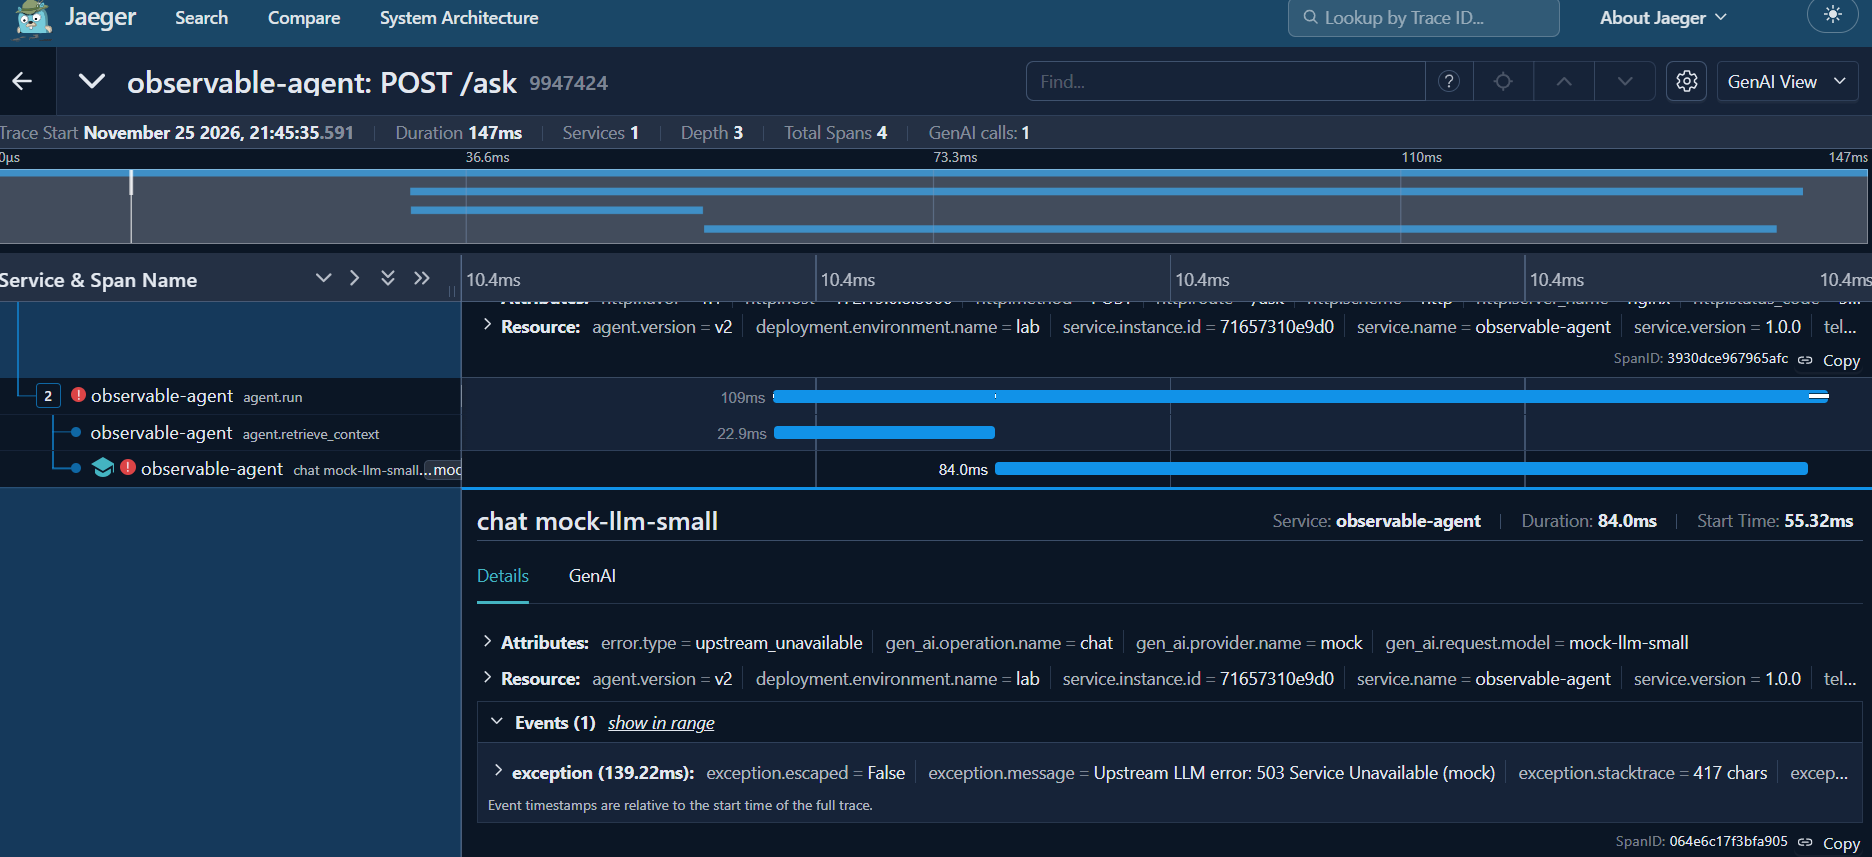 Jaeger Search Compare System Architecture Lookup by Trace ID... About Jaeger
observable-agent: POST /ask 9947424 Find... ? GenAI View
Trace Start November 25 2026, 21:45:35.591 Duration 147ms Services 1 Depth 3 Total Spans 4 GenAI calls: 1
0μs 36.6ms 73.3ms 110ms 147ms
Service & Span Name 10.4ms 10.4ms 10.4ms 10.4ms 10.4ms
Resource: agent.version = v2 deployment.environment.name = lab service.instance.id = 71657310e9d0 service.name = observable-agent service.version = 1.0.0 tel...
SpanID: 3930dce967965afc Copy
2 observable-agent agent.run 109ms
observable-agent agent.retrieve_context 22.9ms
observable-agent chat mock-llm-small... moc 84.0ms
chat mock-llm-small Service: observable-agent Duration: 84.0ms Start Time: 55.32ms
Details GenAI
Attributes: error.type = upstream_unavailable gen_ai.operation.name = chat gen_ai.provider.name = mock gen_ai.request.model = mock-llm-small
Resource: agent.version = v2 deployment.environment.name = lab service.instance.id = 71657310e9d0 service.name = observable-agent service.version = 1.0.0 tel...
Events (1) show in range
exception (139.22ms): exception.escaped = False exception.message = Upstream LLM error: 503 Service Unavailable (mock) exception.stacktrace = 417 chars excep...
Event timestamps are relative to the start time of the full trace.
SpanID: 064e6c17f3bfa905 Copy